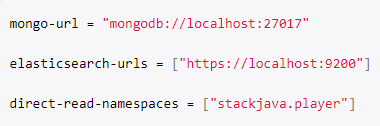 mongo-url = "mongodb://localhost:27017"
elasticsearch-urls = ["https://localhost:9200"]
direct-read-namespaces = ["stackjava.player"]